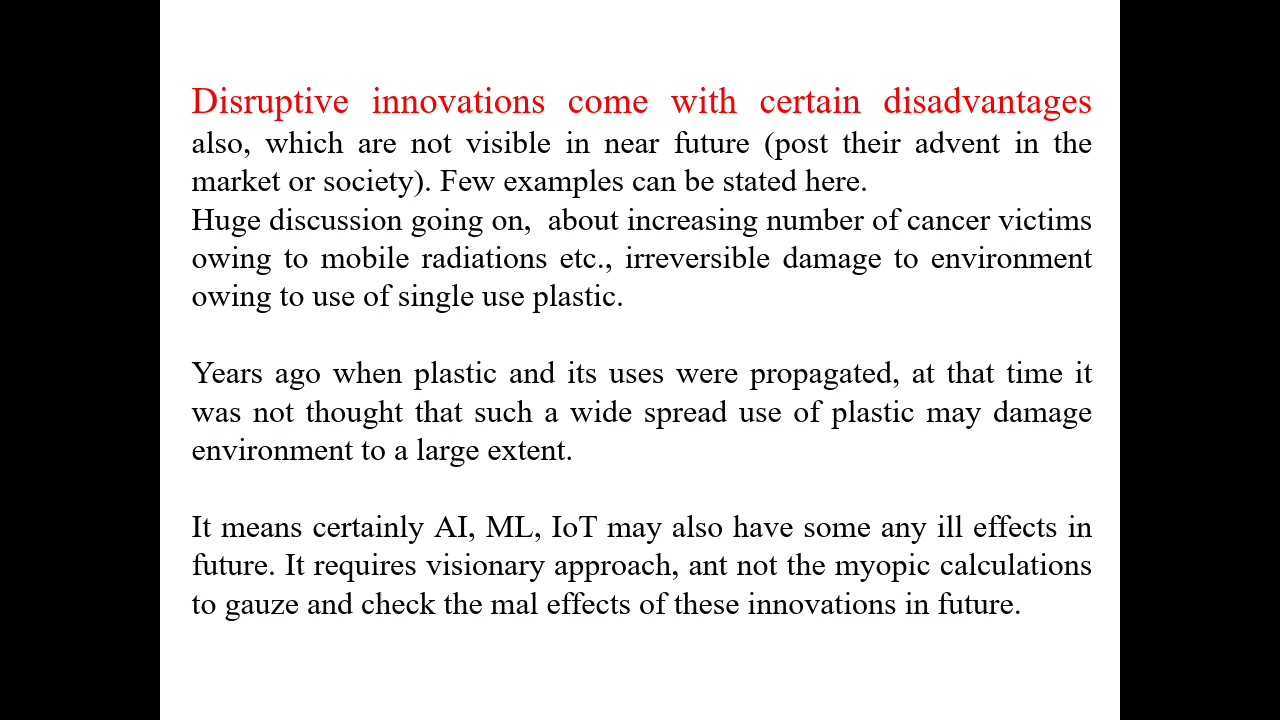 Disruptive innovations come with certain disadvantages
also, which are not visible in near future (post their advent in the
market or society). Few examples can be stated here.
Huge discussion going on,  about increasing number of cancer victims
owing to mobile radiations etc., irreversible damage to environment
owing to use of single use plastic.
Years ago when plastic and its uses were propagated, at that time it
was not thought that such a wide spread use of plastic may damage
environment to a large extent.
It means certainly AI, ML, IoT may also have some any ill effects in
future. It requires visionary approach, ant not the myopic calculations
to gauze and check the mal effects of these innovations in future.